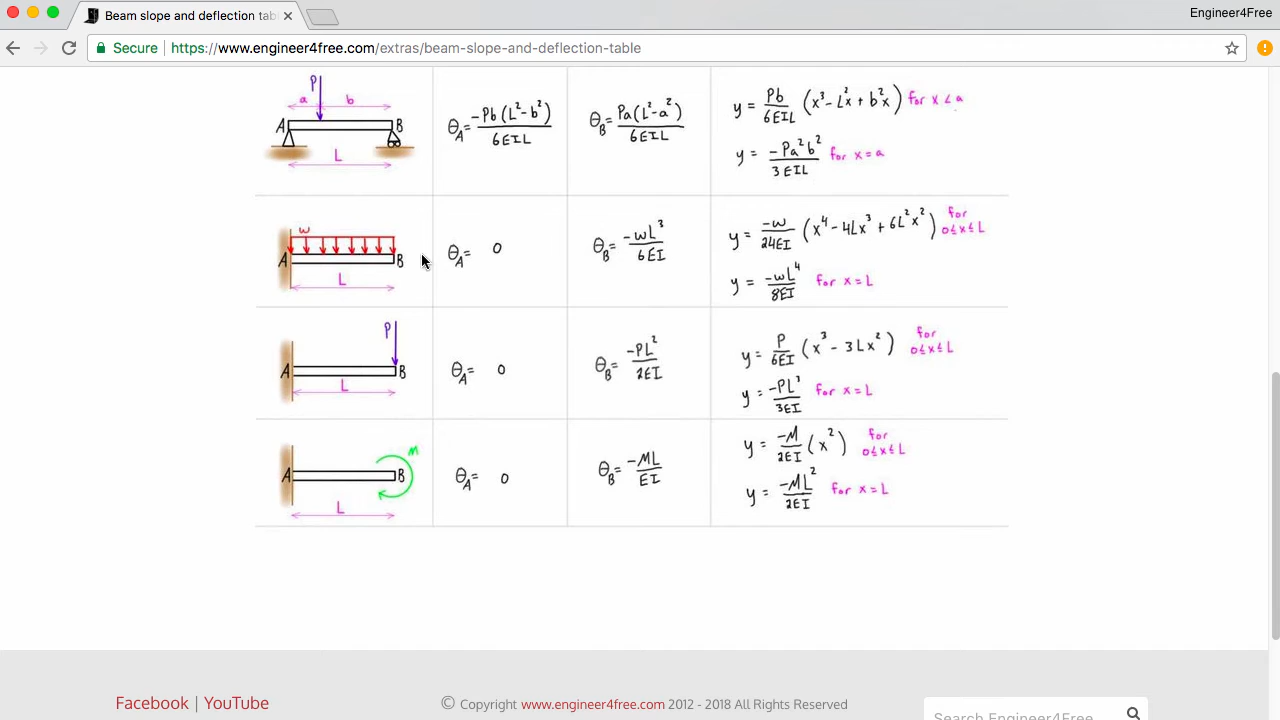 Beam slope and deflection tab
Engineer4Free
Secure
https://www.engineer4free.com/extras/beam-slope-and-deflection-table
P
a b
A B
L
θA = -Pb(L²-b²) / 6EIL
θB = Pa(L²-a²) / 6EIL
y = Pb/6EIL (x³ - L²x + b²x) for x < a
y = -Pa²b² / 3EIL for x = a
w
A B
L
θA = 0
θB = -wL³ / 6EI
y = -w/24EI (x⁴ - 4Lx³ + 6L²x²) for 0 ≤ x ≤ L
y = -wL⁴ / 8EI for x = L
P
A B
L
θA = 0
θB = -PL² / 2EI
y = P/6EI (x³ - 3Lx²) for 0 ≤ x ≤ L
y = -PL³ / 3EI for x = L
M
A B
L
θA = 0
θB = -ML / EI
y = -M/2EI (x²) for 0 ≤ x ≤ L
y = -ML² / 2EI for x = L
Facebook | YouTube
© Copyright www.engineer4free.com 2012 - 2018 All Rights Reserved
Search Engineer4Free